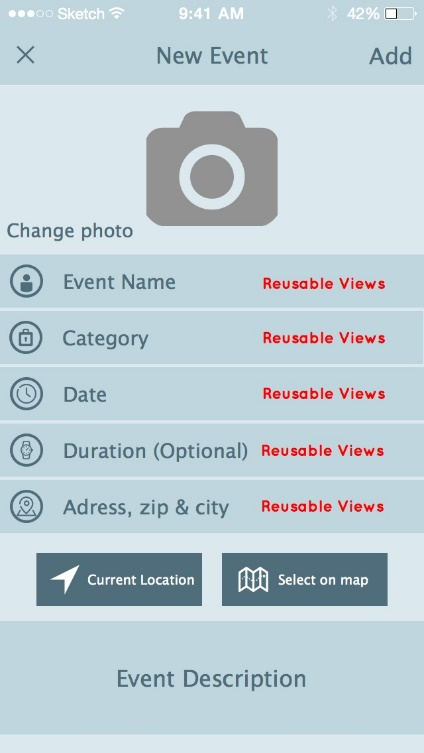 Sketch 9:41 AM 42%
New Event Add
Change photo
Event Name Reusable Views
Category Reusable Views
Date Reusable Views
Duration (Optional) Reusable Views
Adress, zip & city Reusable Views
Current Location Select on map
Event Description